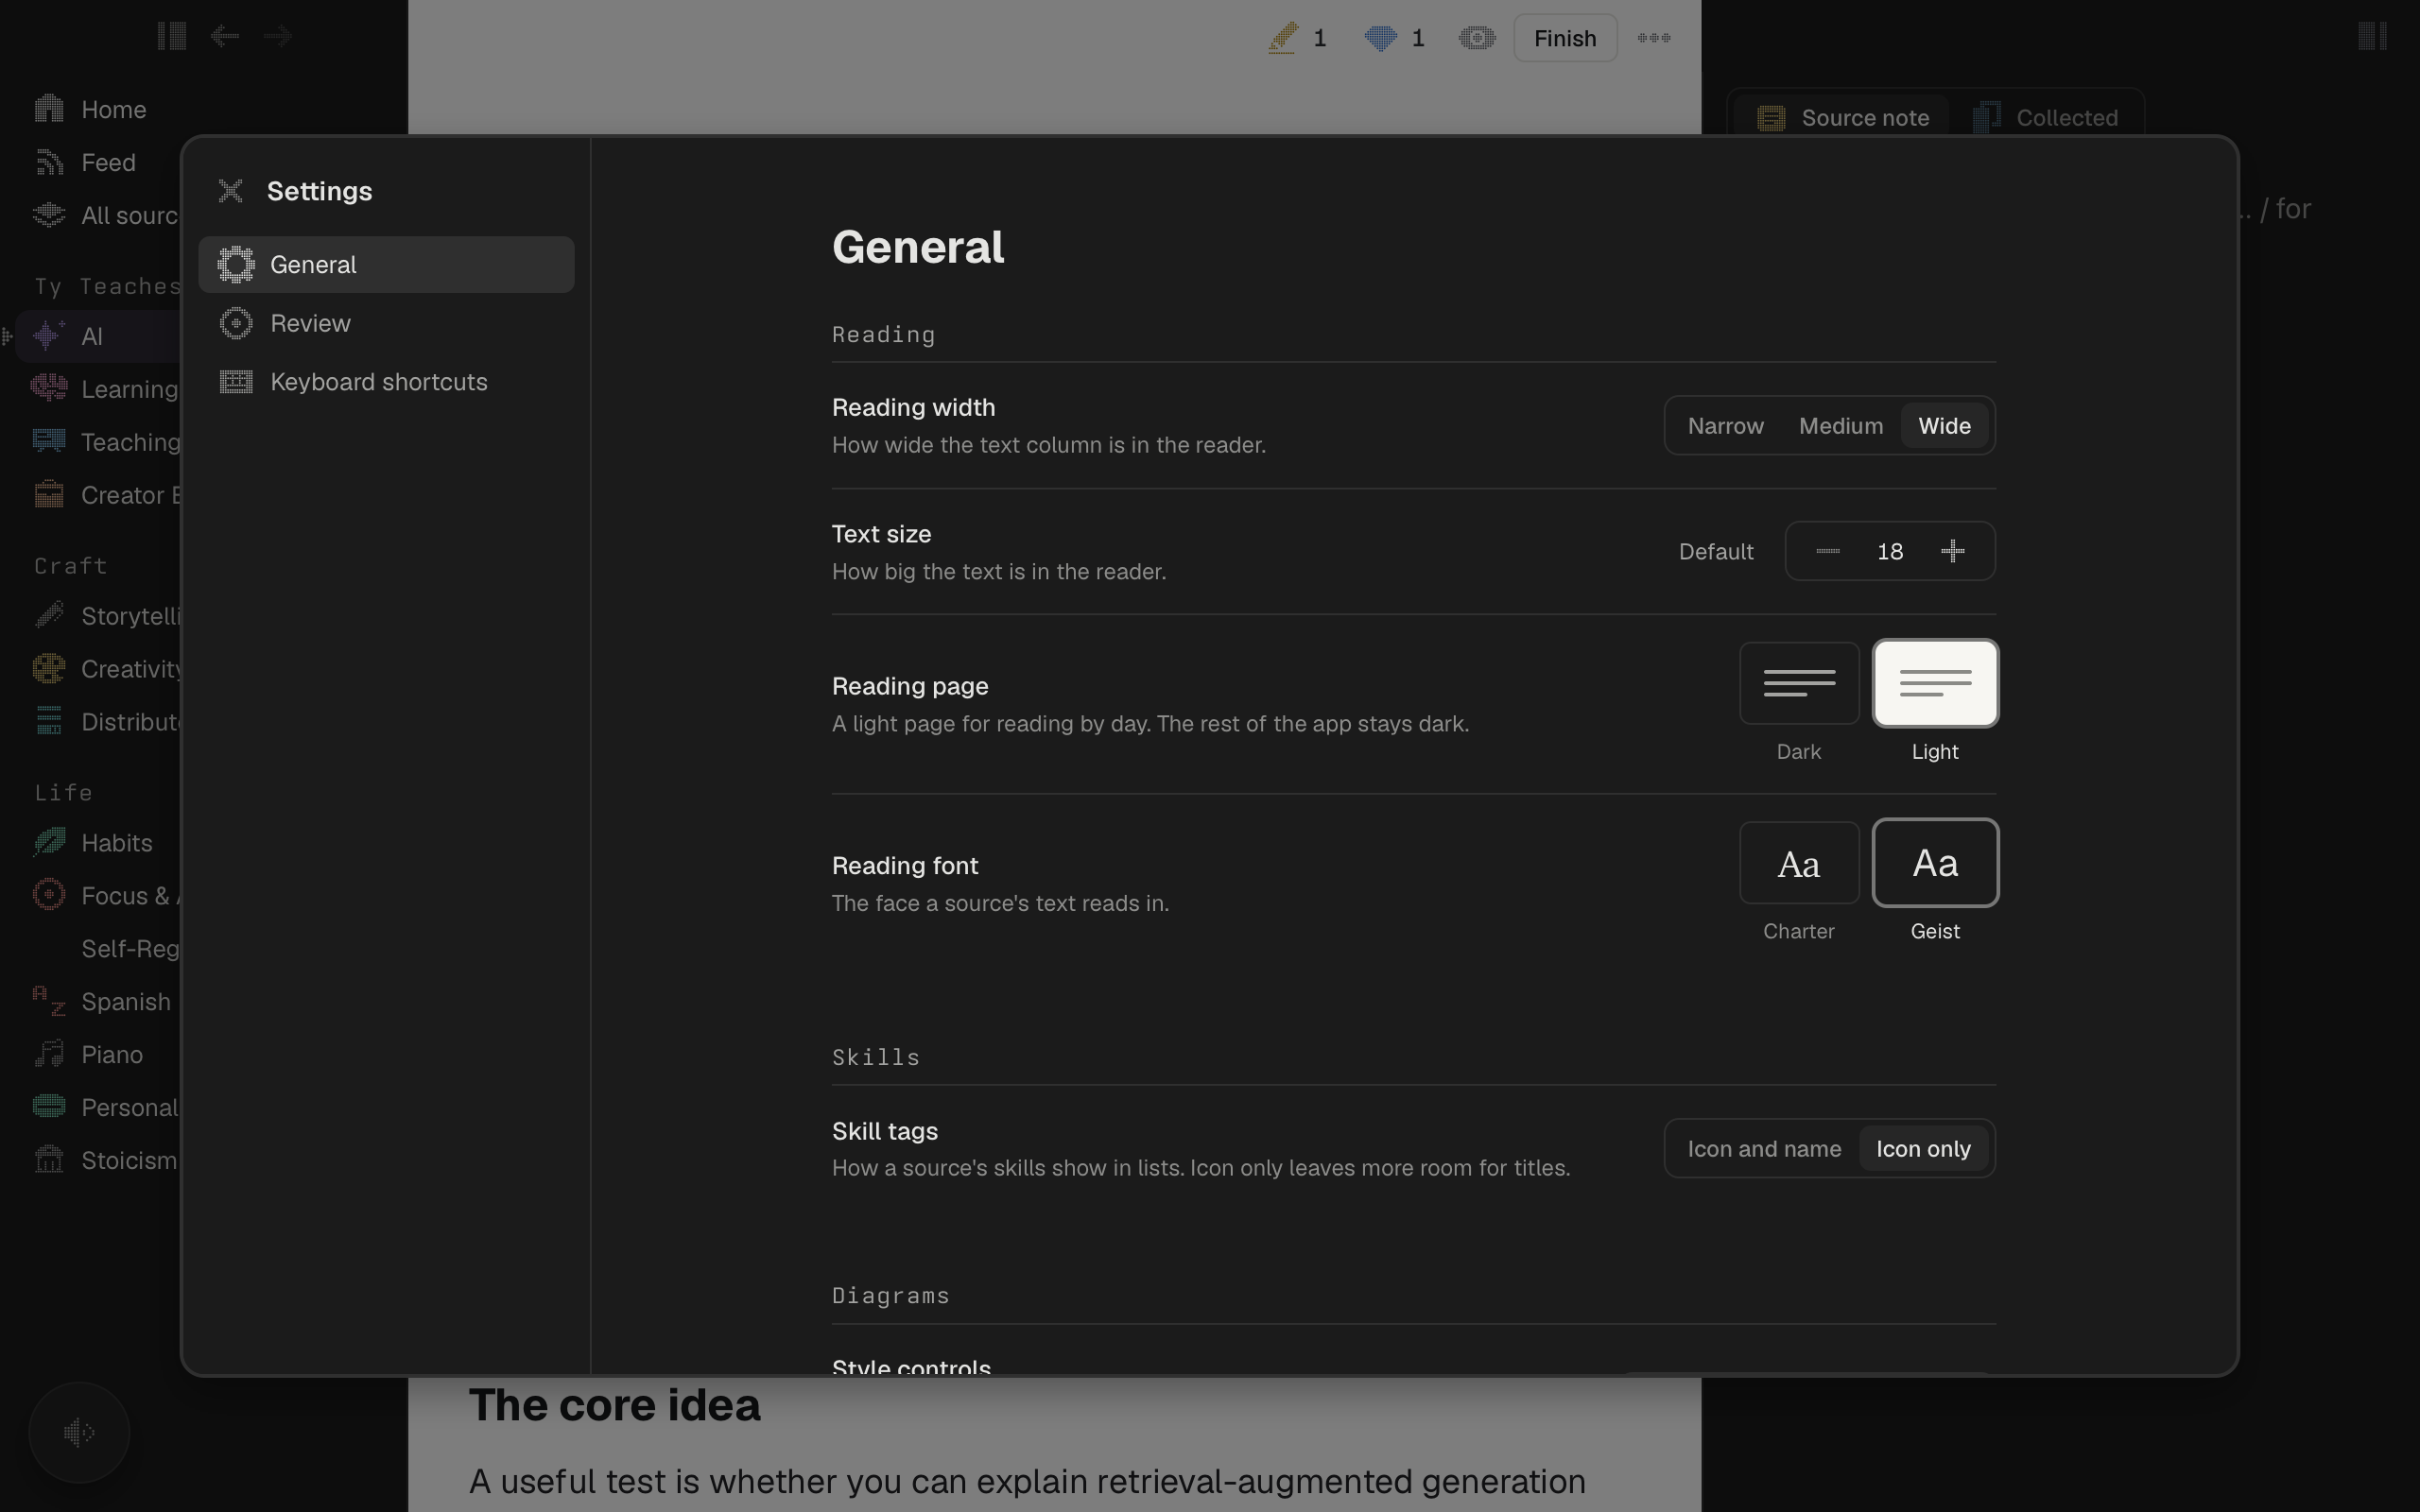 1
1
Finish
Home
Feed
All sourc
Ty Teaches
AI
Learning
Teaching
Creator E
Craft
Storytelli
Creativity
Distribut
Life
Habits
Focus &
Self-Reg
Spanish
Piano
Personal
Stoicism
Settings
General
Review
Keyboard shortcuts
General
Reading
Reading width
How wide the text column is in the reader.
Narrow Medium Wide
Text size
How big the text is in the reader.
Default 18
Reading page
A light page for reading by day. The rest of the app stays dark.
Dark Light
Reading font
The face a source's text reads in.
Aa Aa
Charter Geist
Skills
Skill tags
How a source's skills show in lists. Icon only leaves more room for titles.
Icon and name Icon only
Diagrams
Style controls
Source note Collected
.. / for
The core idea
A useful test is whether you can explain retrieval-augmented generation